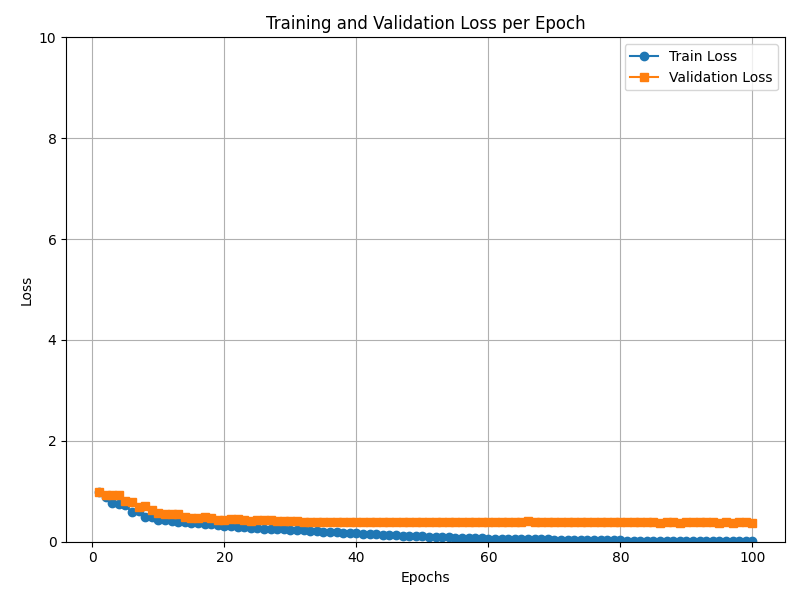 Training and Validation Loss per Epoch
10
Train Loss
Validation Loss
8
6
Loss
4
2
0
0 20 40 60 80 100
Epochs